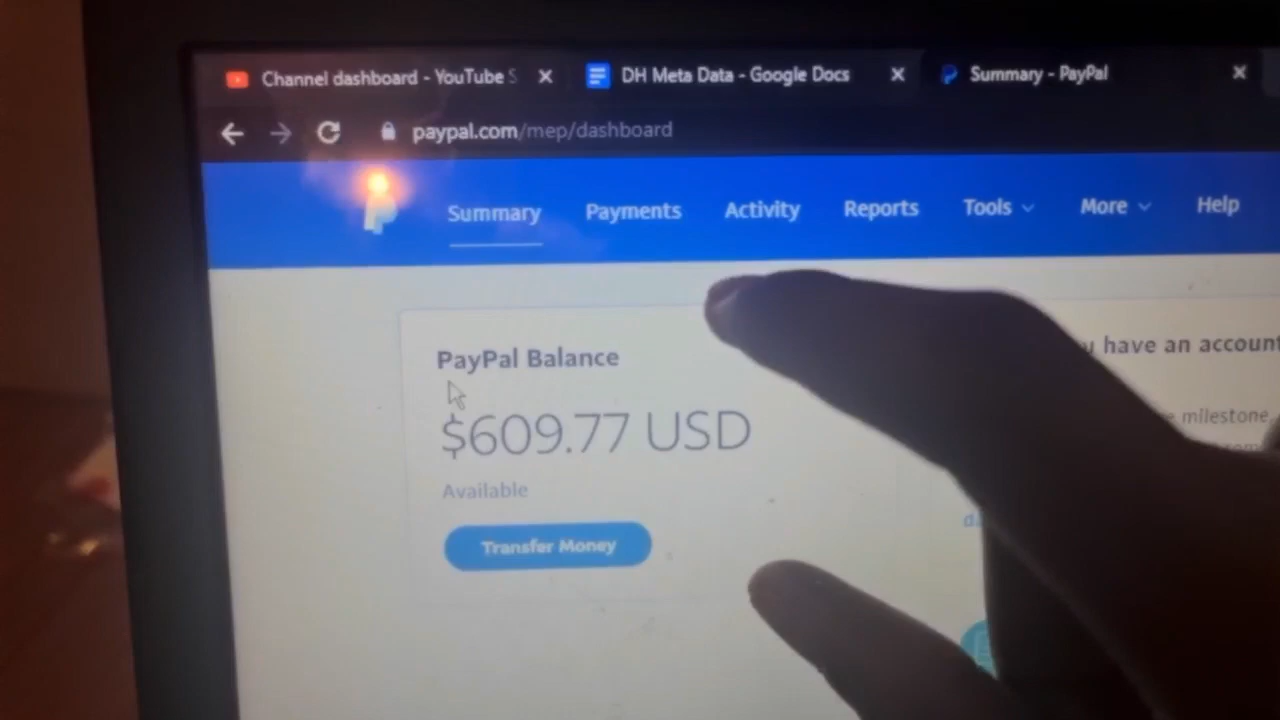 Channel dashboard - YouTube S
DH Meta Data - Google Docs
Summary - PayPal
paypal.com/mep/dashboard
Summary Payments Activity Reports Tools More Help
PayPal Balance
$609.77 USD
Available
Transfer Money
have an account
milestone